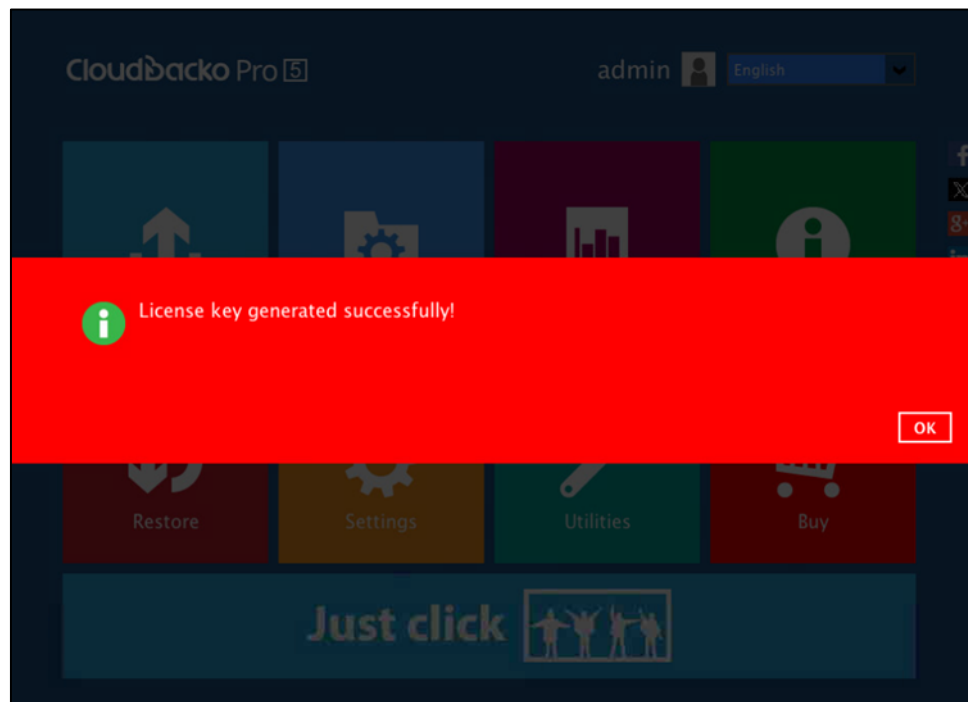 CloudBacko Pro 5
admin
English
License key generated successfully!
OK
Restore
Settings
Utilities
Buy
Just click